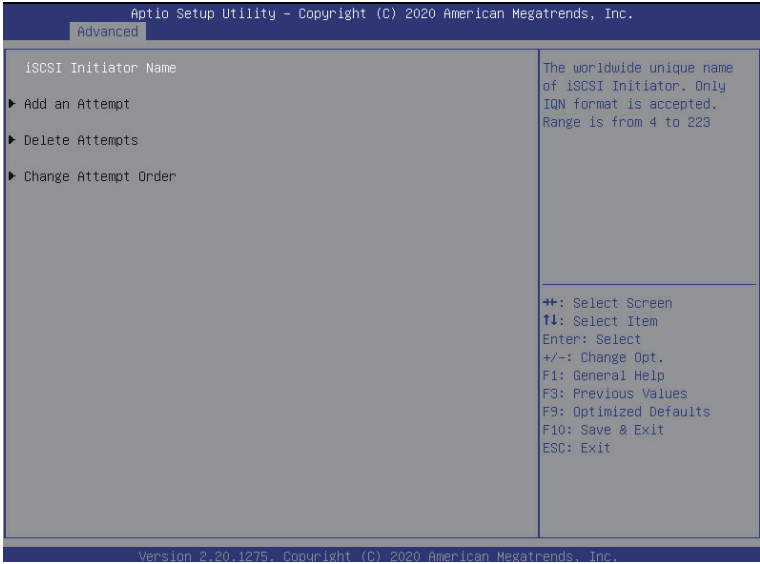 Aptio Setup Utility – Copyright (C) 2020 American Megatrends, Inc.
Advanced
iSCSI Initiator Name
▶ Add an Attempt
▶ Delete Attempts
▶ Change Attempt Order
The worldwide unique name
of iSCSI Initiator. Only
IQN format is accepted.
Range is from 4 to 223
→←: Select Screen
↑↓: Select Item
Enter: Select
+/-: Change Opt.
F1: General Help
F3: Previous Values
F9: Optimized Defaults
F10: Save & Exit
ESC: Exit
Version 2.20.1275. Copyright (C) 2020 American Megatrends, Inc.